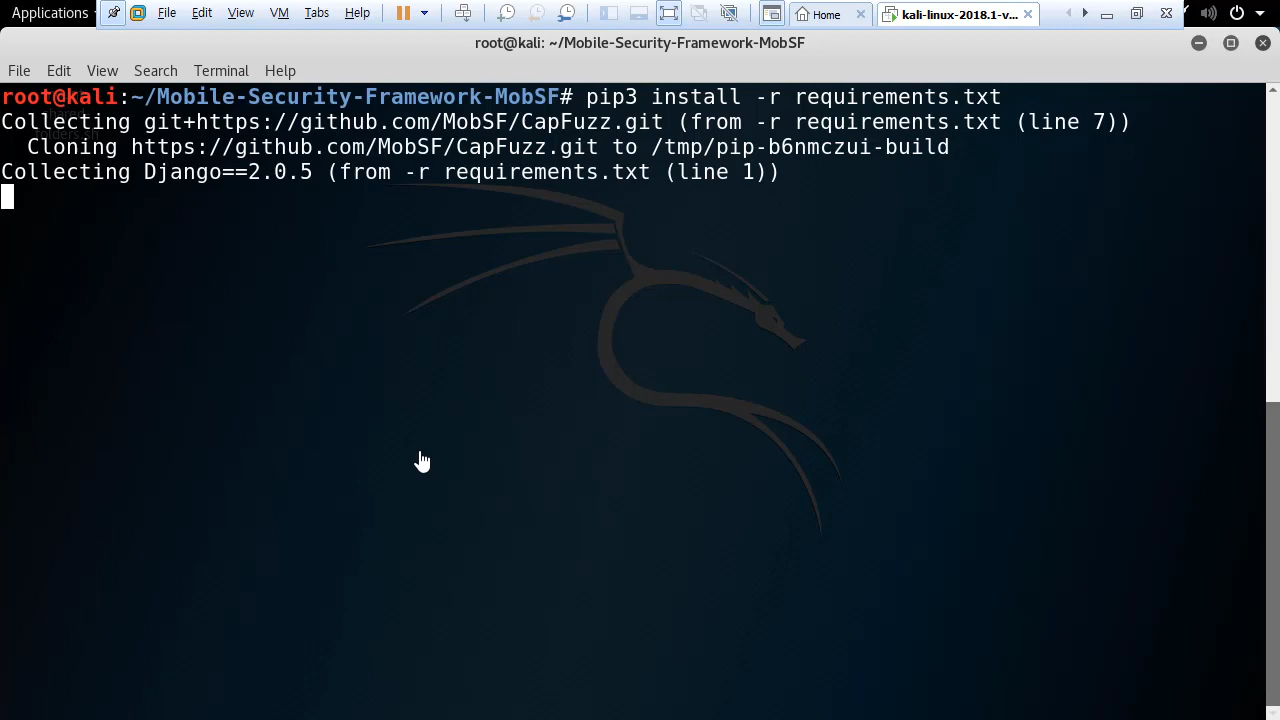 Applications
File Edit View VM Tabs Help
Home
kali-linux-2018.1-v...
root@kali: ~/Mobile-Security-Framework-MobSF
File Edit View Search Terminal Help
root@kali:~/Mobile-Security-Framework-MobSF# pip3 install -r requirements.txt
Collecting git+https://github.com/MobSF/CapFuzz.git (from -r requirements.txt (line 7))
Cloning https://github.com/MobSF/CapFuzz.git to /tmp/pip-b6nmczui-build
Collecting Django==2.0.5 (from -r requirements.txt (line 1))